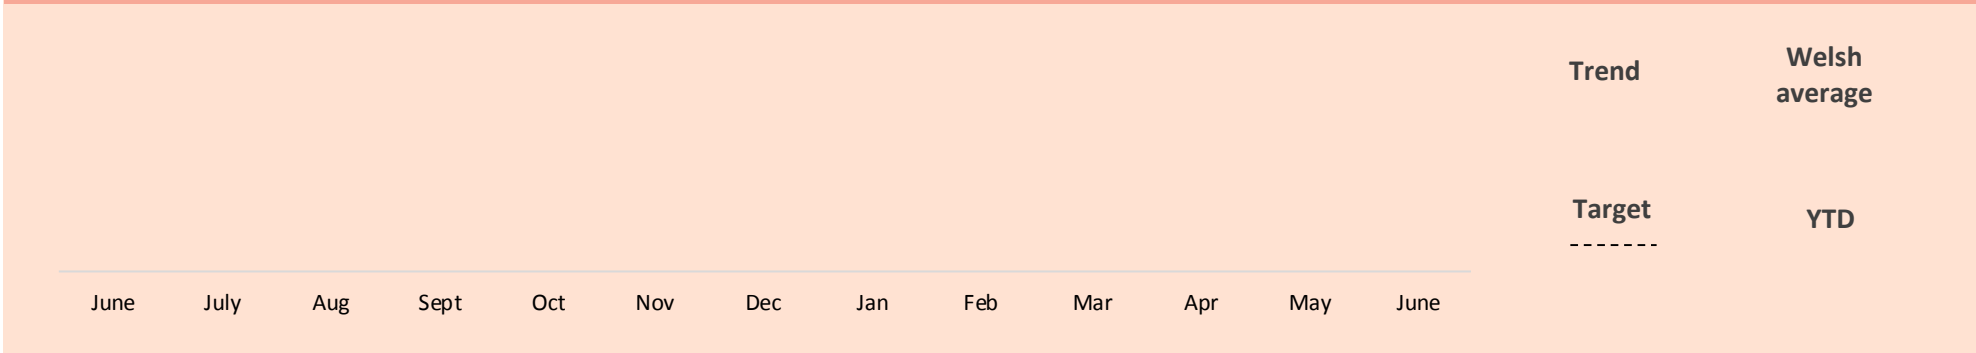 Trend
Welsh
average
Target
YTD
June July Aug Sept Oct Nov Dec Jan Feb Mar Apr May June